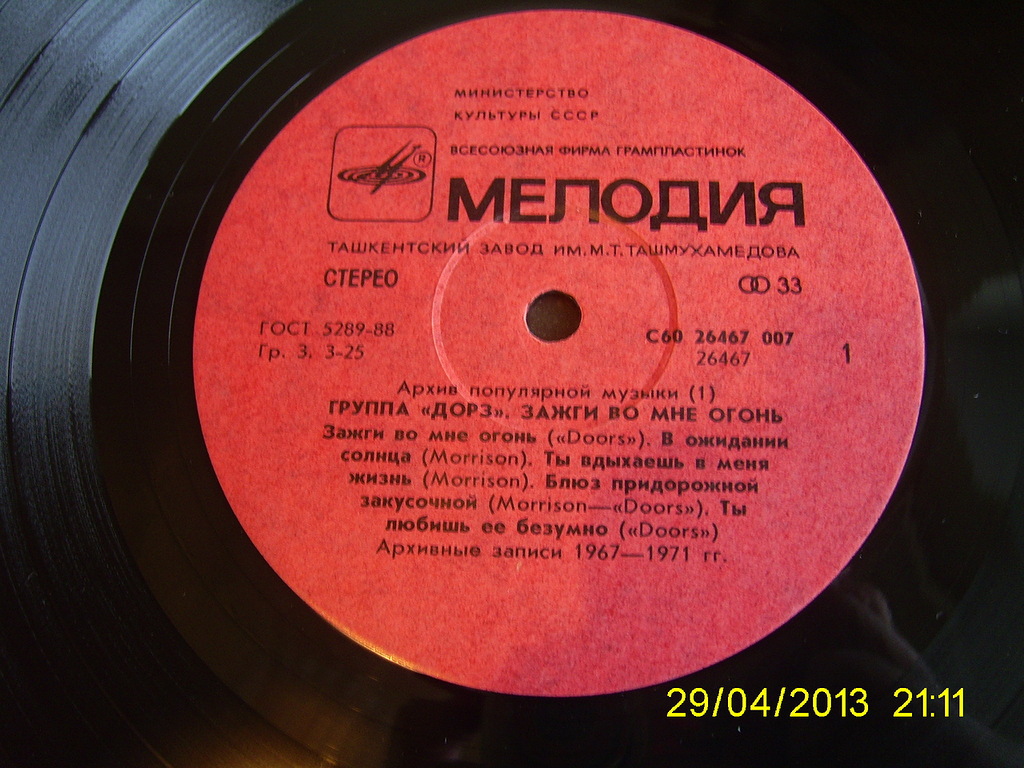 МИНИСТЕРСТВО
КУЛЬТУРЫ СССР
ВСЕСОЮЗНАЯ ФИРМА ГРАМПЛАСТИНОК
®
МЕЛОДИЯ
ТАШКЕНТСКИЙ ЗАВОД ИМ. М.Т. ТАШМУХАМЕДОВА
СТЕРЕО
33
ГОСТ 5289-88
Гр. 3. 3-25
С60 26467 007
26467
1
Архив популярной музыки (1)
ГРУППА «ДОРЗ». ЗАЖГИ ВО МНЕ ОГОНЬ
Зажги во мне огонь («Doors»). В ожидании
солнца (Morrison). Ты вдыхаешь в меня
жизнь (Morrison). Блюз придорожной
закусочной (Morrison—«Doors»). Ты
любишь ее безумно («Doors»)
Архивные записи 1967—1971 гг.
29/04/2013 21:11